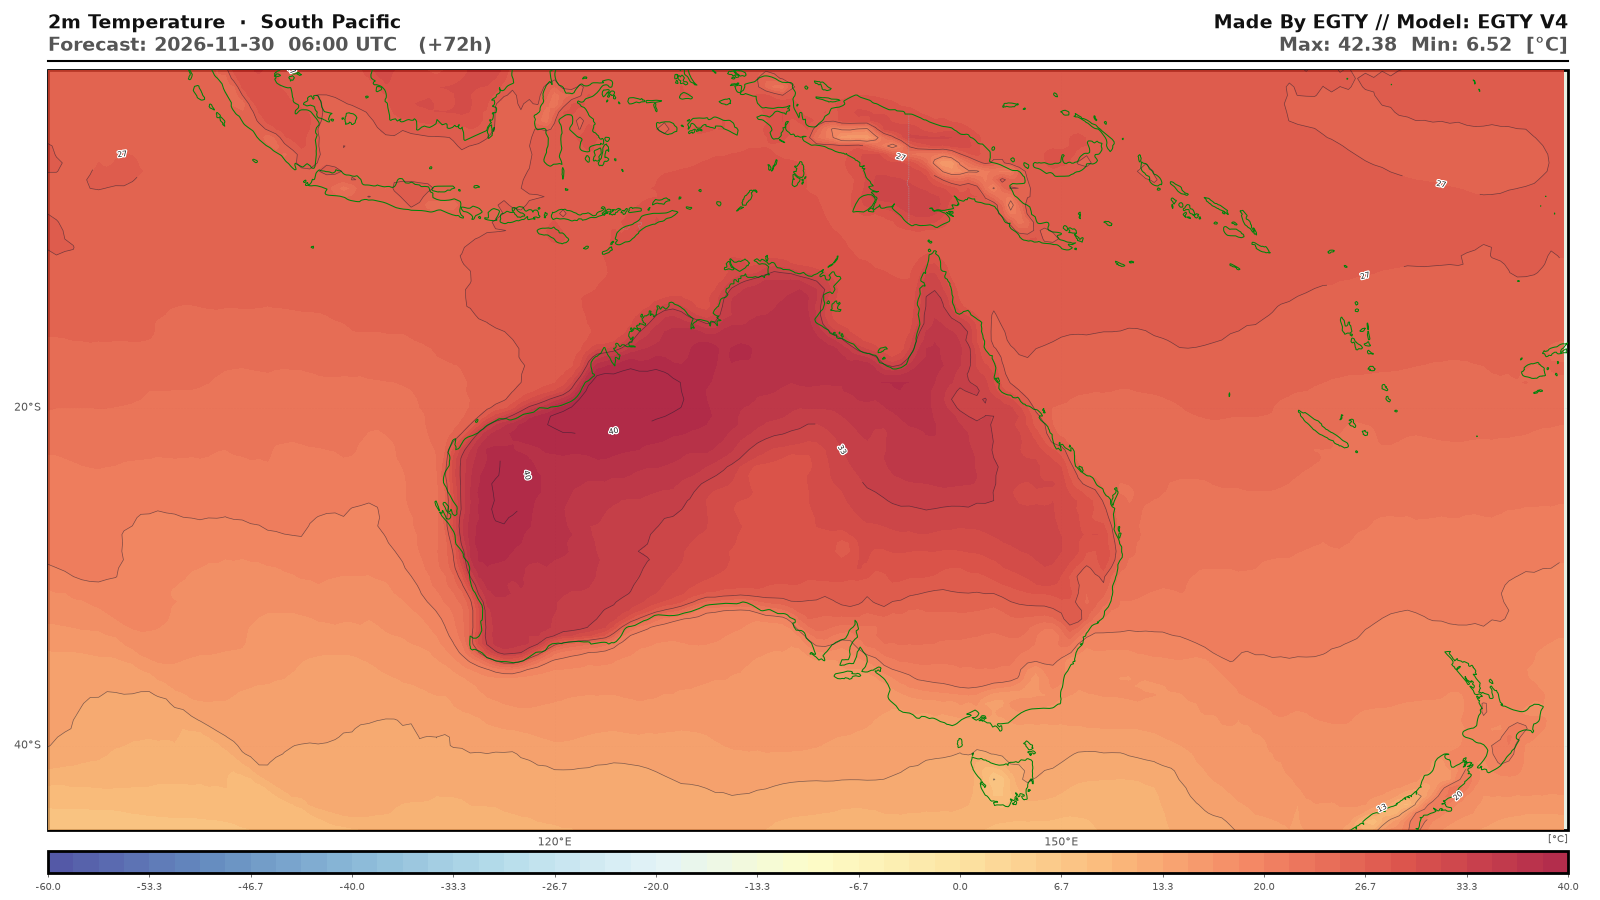 2m Temperature · South Pacific
Made By EGTY // Model: EGTY V4
Forecast: 2026-11-30 06:00 UTC (+72h)
Max: 42.38 Min: 6.52 [°C]
27
27
27
27
20°S
40
33
40
40°S
13
20
120°E
150°E
[°C]
-60.0
-53.3
-46.7
-40.0
-33.3
-26.7
-20.0
-13.3
-6.7
0.0
6.7
13.3
20.0
26.7
33.3
40.0